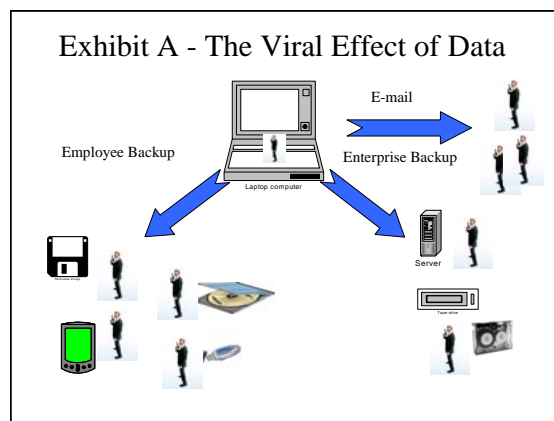 Exhibit A - The Viral Effect of Data
E-mail
Employee Backup
Enterprise Backup
Laptop computer
Server
Tape drive